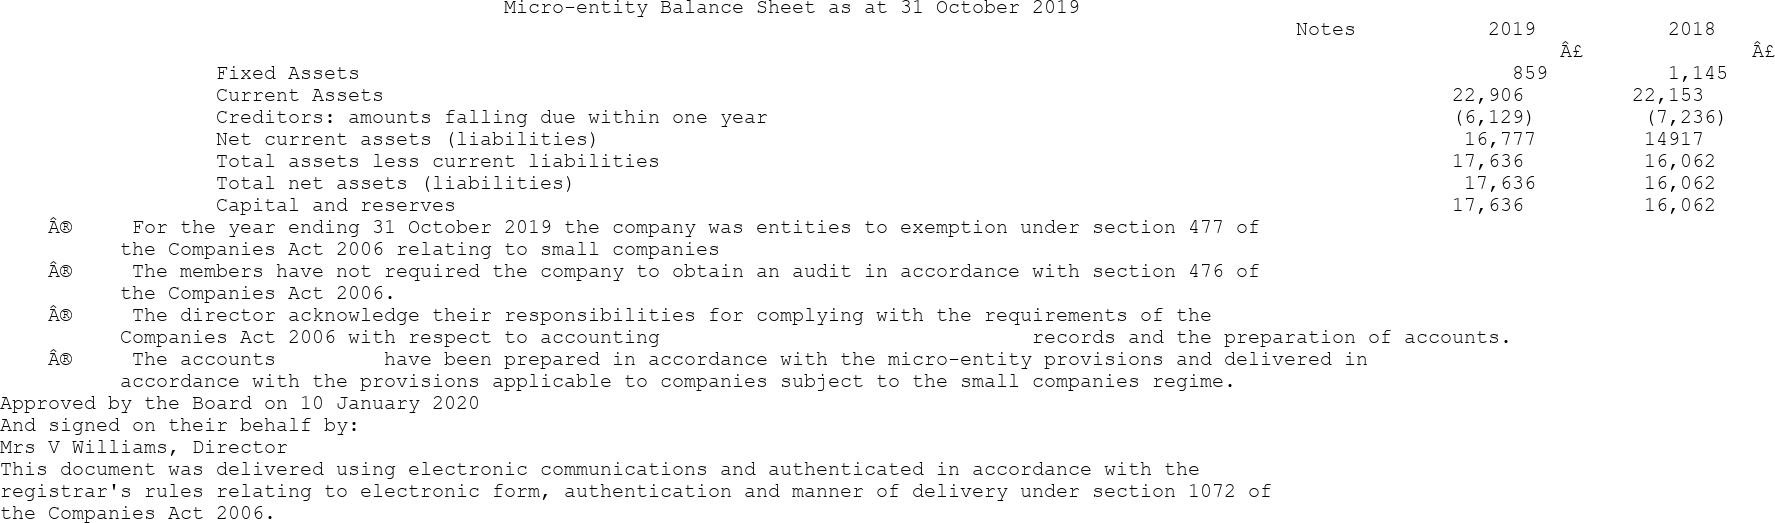 Micro-entity Balance Sheet as at 31 October 2019
Notes 2019 2018
Â£ Â£
Fixed Assets 859 1,145
Current Assets 22,906 22,153
Creditors: amounts falling due within one year (6,129) (7,236)
Net current assets (liabilities) 16,777 14917
Total assets less current liabilities 17,636 16,062
Total net assets (liabilities) 17,636 16,062
Capital and reserves 17,636 16,062
Â® For the year ending 31 October 2019 the company was entities to exemption under section 477 of
the Companies Act 2006 relating to small companies
Â® The members have not required the company to obtain an audit in accordance with section 476 of
the Companies Act 2006.
Â® The director acknowledge their responsibilities for complying with the requirements of the
Companies Act 2006 with respect to accounting records and the preparation of accounts.
Â® The accounts have been prepared in accordance with the micro-entity provisions and delivered in
accordance with the provisions applicable to companies subject to the small companies regime.
Approved by the Board on 10 January 2020
And signed on their behalf by:
Mrs V Williams, Director
This document was delivered using electronic communications and authenticated in accordance with the
registrar's rules relating to electronic form, authentication and manner of delivery under section 1072 of
the Companies Act 2006.